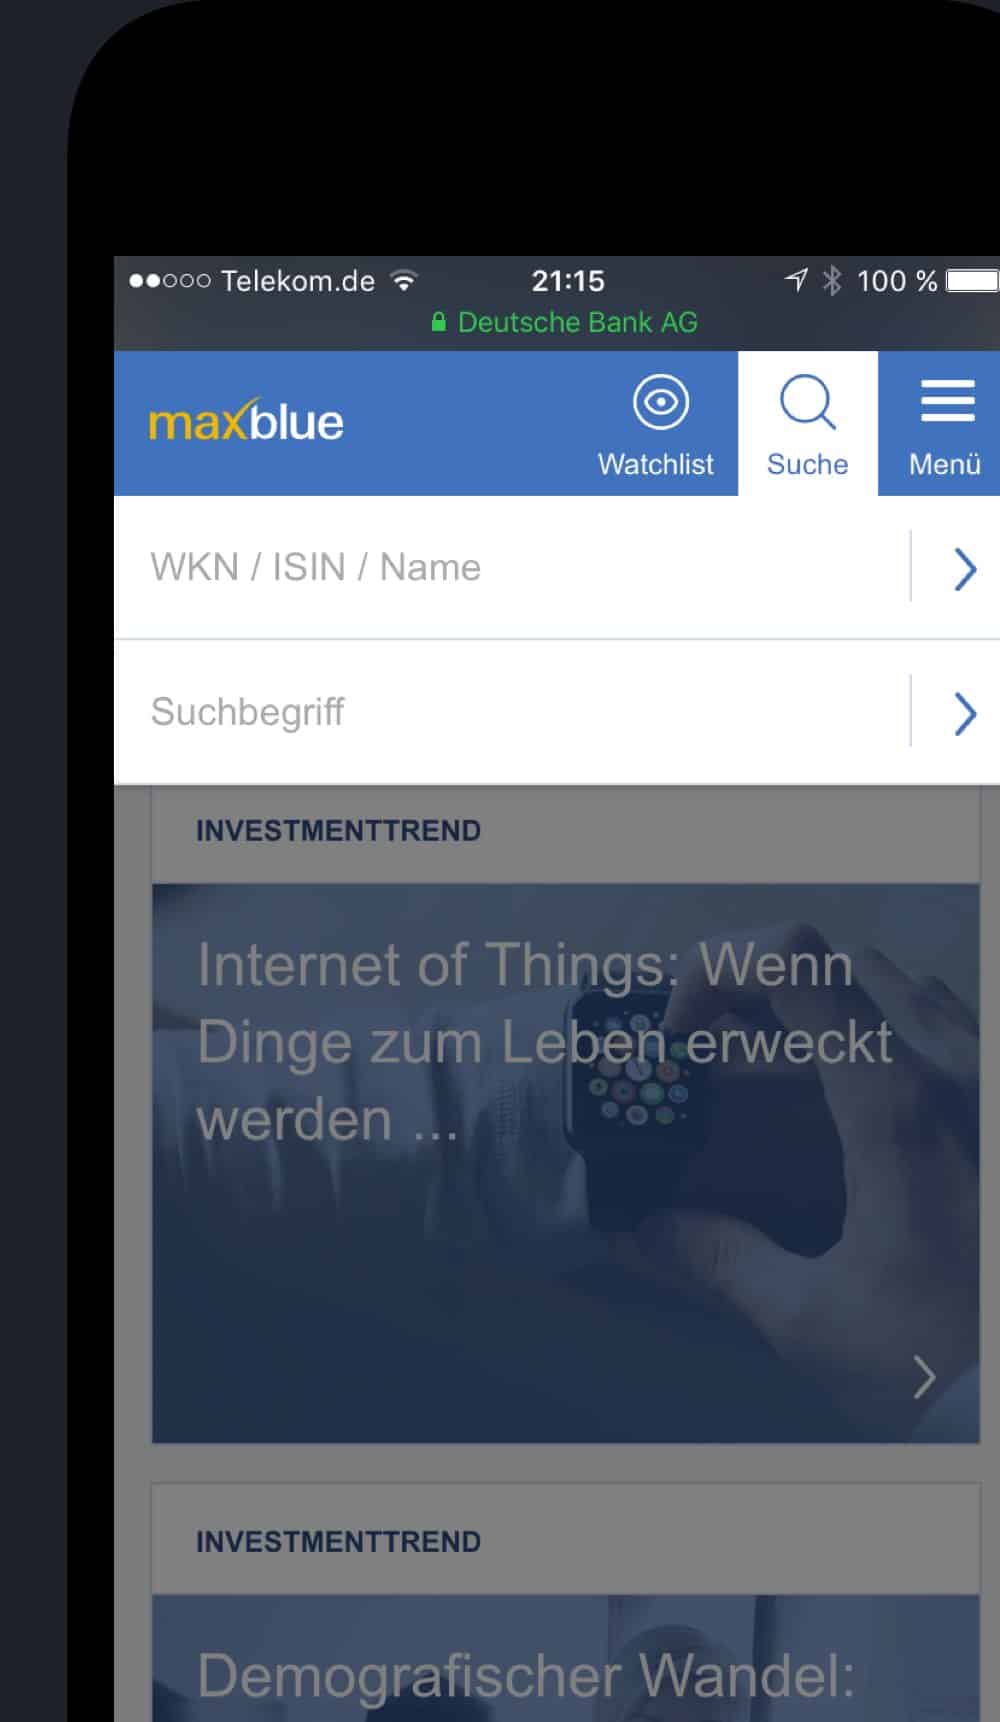 Telekom.de 21:15 100 %
Deutsche Bank AG
maxblue
Watchlist Suche Menü
WKN / ISIN / Name
Suchbegriff
INVESTMENTTREND
Internet of Things: Wenn
Dinge zum Leben erweckt
werden ...
INVESTMENTTREND
Demografischer Wandel: